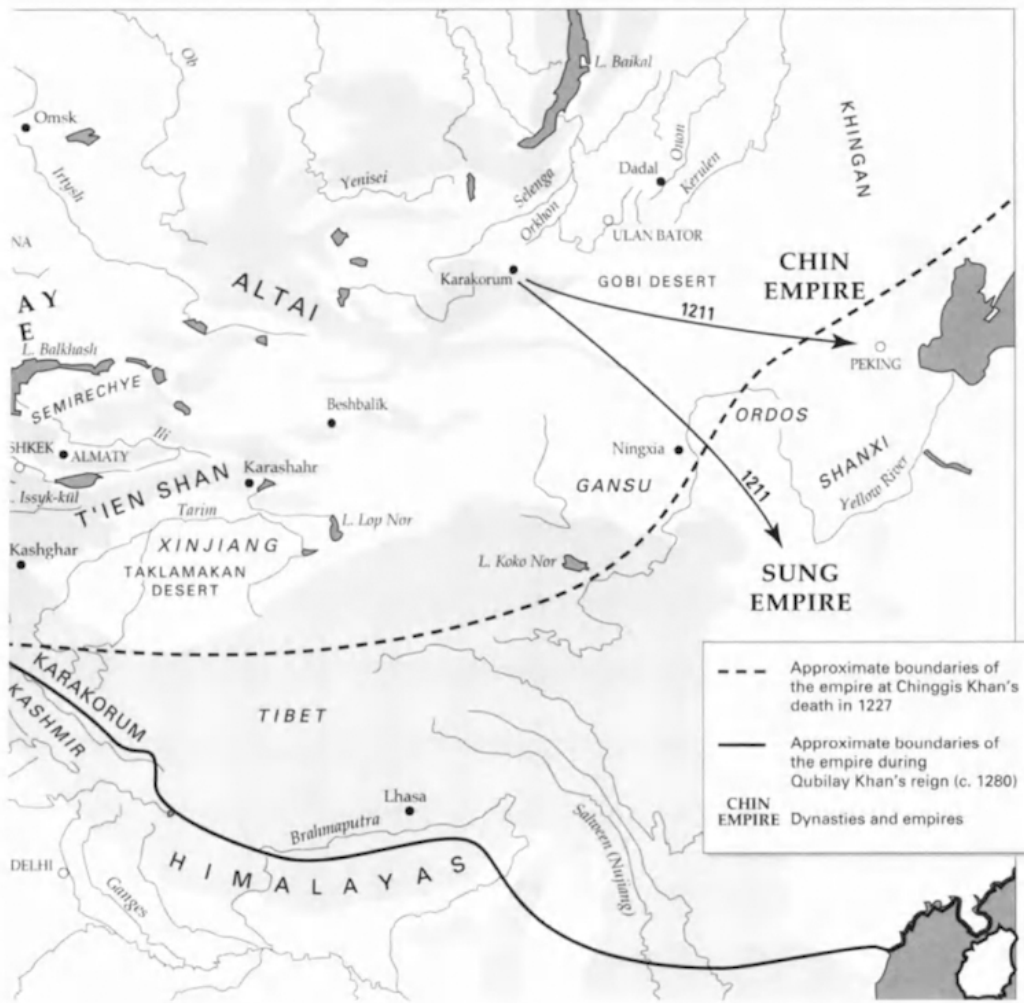 Ob
L. Baikal
Omsk
KHINGAN
Irtysh
Yenisei
Selenga
Orkhon
Dadal
Onon
Kerulen
ULAN BATOR
NA
ALTAI
Karakorum
GOBI DESERT
CHIN
EMPIRE
1211
A Y
E
L. Balkhash
PEKING
SEMIRECHYE
Beshbalik
ORDOS
Ili
SHKEK
ALMATY
Ningxia
SHANXI
Yellow River
Issyk-kül
T'IEN SHAN
Karashahr
GANSU
1211
Tarim
L. Lop Nor
Kashghar
XINJIANG
TAKLAMAKAN
DESERT
L. Koko Nor
SUNG
EMPIRE
KARAKORUM
KASHMIR
TIBET
Lhasa
Brahmaputra
Salween (Nujiang)
DELHI
Ganges
HIMALAYAS
Approximate boundaries of
the empire at Chinggis Khan's
death in 1227
Approximate boundaries of
the empire during
Qubilay Khan's reign (c. 1280)
CHIN
EMPIRE
Dynasties and empires